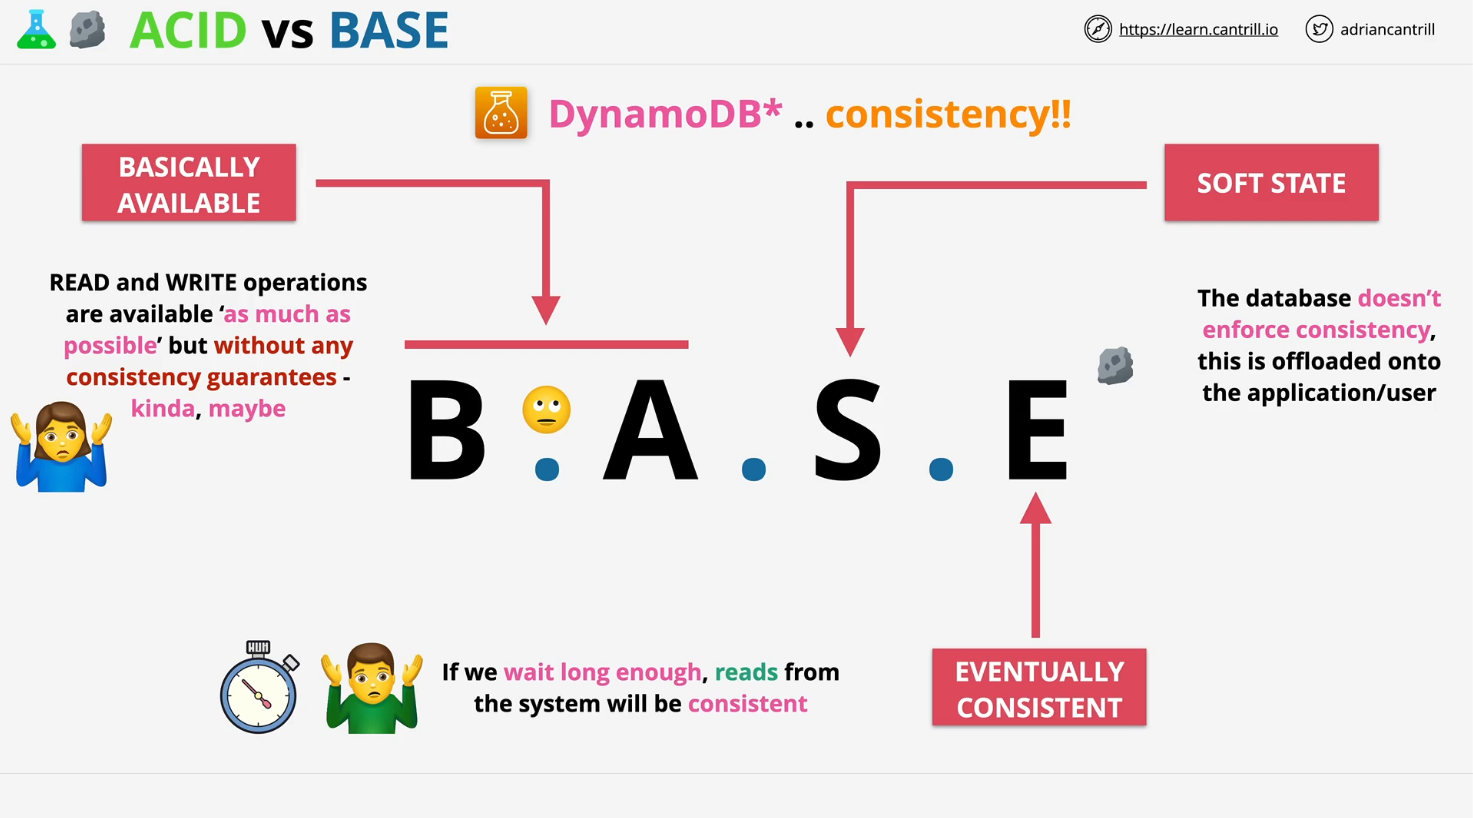 ACID vs BASE
https://learn.cantrill.io
adriancantrill
DynamoDB* .. consistency!!
BASICALLY
AVAILABLE
SOFT STATE
READ and WRITE operations
are available ‘as much as
possible’ but without any
consistency guarantees -
kinda, maybe
The database doesn’t
enforce consistency,
this is offloaded onto
the application/user
B . A . S . E
If we wait long enough, reads from
the system will be consistent
EVENTUALLY
CONSISTENT